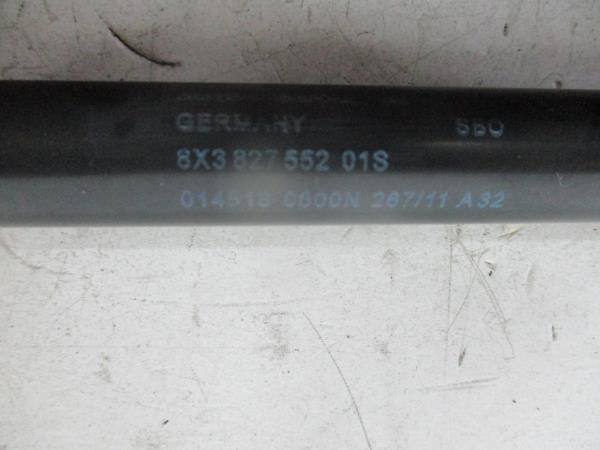 GERMANY SBO
8X3 827 552 01S
014518 0600N 267/11 A32